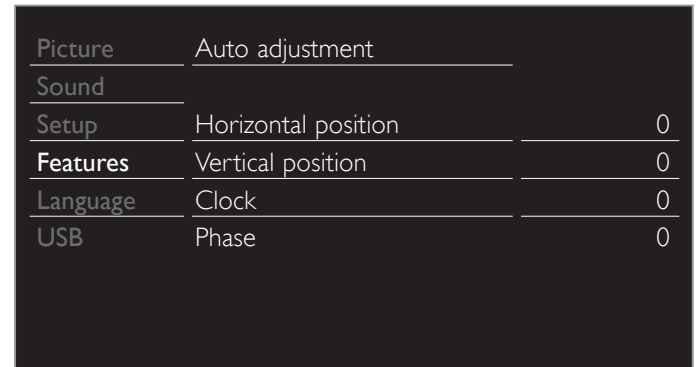 Picture Auto adjustment
Sound
Setup Horizontal position 0
Features Vertical position 0
Language Clock 0
USB Phase 0